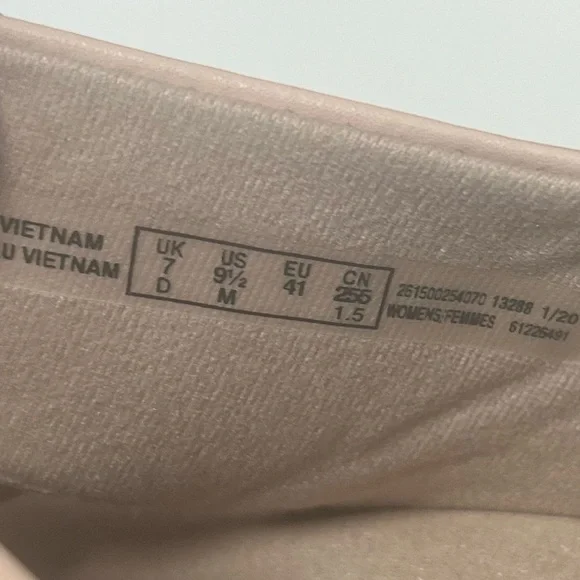 VIETNAM
U VIETNAM
UK US EU CN
7 9½ 41 255
D M 1.5
261500254070 13288 1/20
WOMENS/FEMMES 61226491